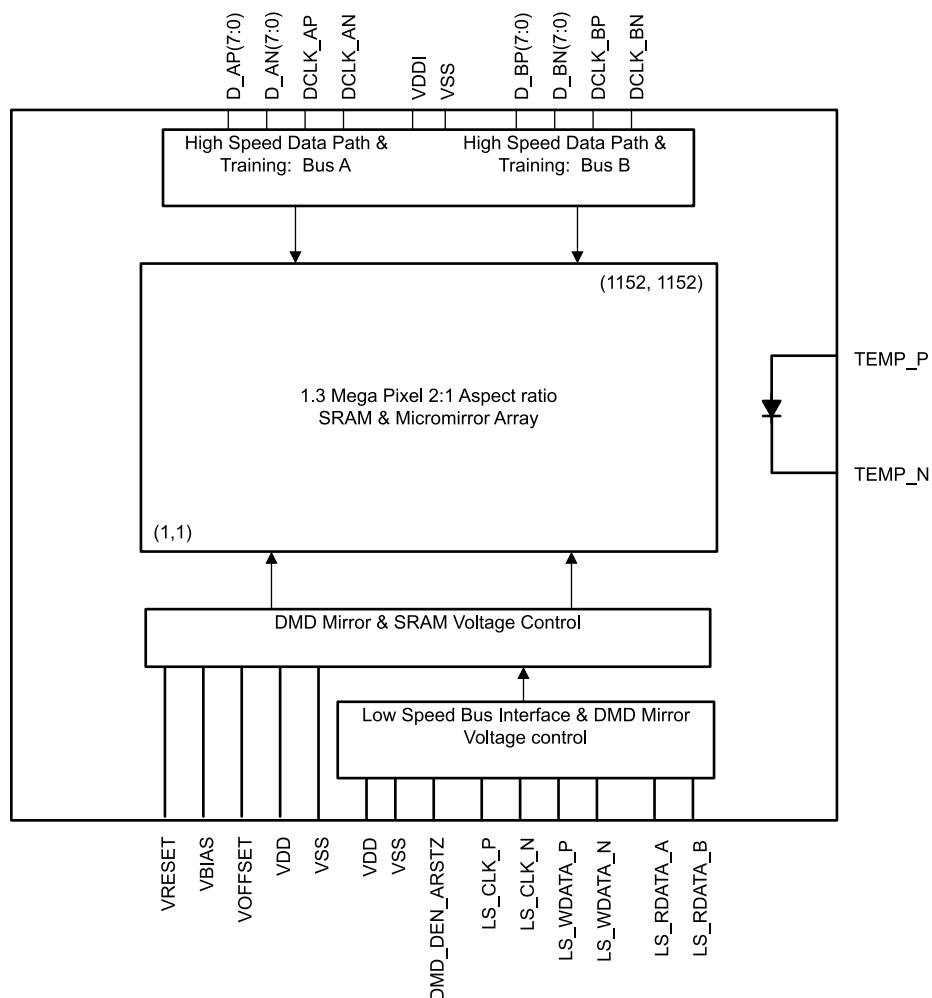 D_AP(7:0)
D_AN(7:0)
DCLK_AP
DCLK_AN
VDDI
VSS
D_BP(7:0)
D_BN(7:0)
DCLK_BP
DCLK_BN
High Speed Data Path &
Training: Bus A
High Speed Data Path &
Training: Bus B
(1152, 1152)
1.3 Mega Pixel 2:1 Aspect ratio
SRAM & Micromirror Array
(1,1)
TEMP_P
TEMP_N
DMD Mirror & SRAM Voltage Control
Low Speed Bus Interface & DMD Mirror
Voltage control
VRESET
VBIAS
VOFFSET
VDD
VSS
VDD
VSS
DMD_DEN_ARSTZ
LS_CLK_P
LS_CLK_N
LS_WDATA_P
LS_WDATA_N
LS_RDATA_A
LS_RDATA_B